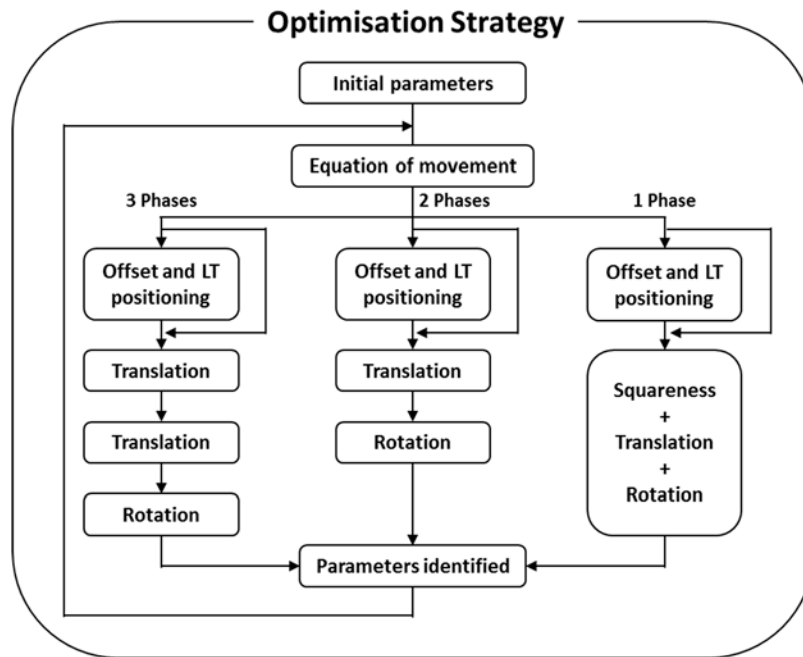 Optimisation Strategy
Initial parameters
Equation of movement
3 Phases
2 Phases
1 Phase
Offset and LT
positioning
Offset and LT
positioning
Offset and LT
positioning
Translation
Translation
Rotation
Translation
Rotation
Squareness
+
Translation
+
Rotation
Parameters identified